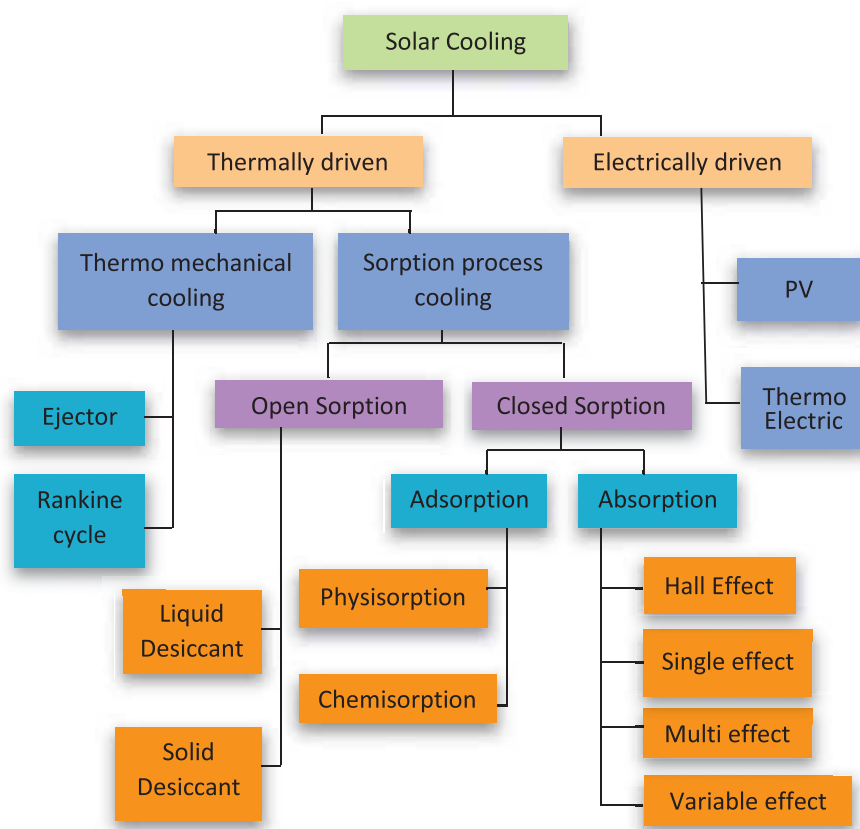 Solar Cooling
Thermally driven
Electrically driven
Thermo mechanical
cooling
Sorption process
cooling
PV
Thermo
Electric
Ejector
Rankine
cycle
Open Sorption
Closed Sorption
Adsorption
Absorption
Liquid
Desiccant
Solid
Desiccant
Physisorption
Chemisorption
Hall Effect
Single effect
Multi effect
Variable effect